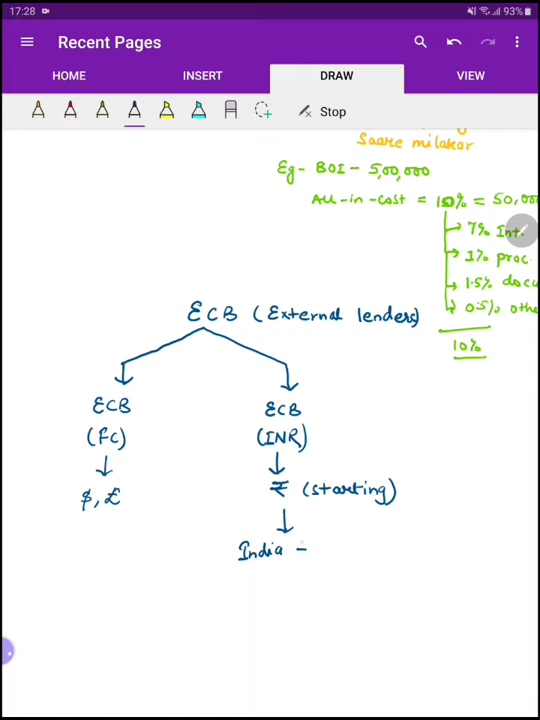 17:28 93%
Recent Pages
HOME INSERT DRAW VIEW
Stop
Saare milakar
Eg- BOI - 5,00,000
All-in-cost = 10% = 50,000
7% Int.
1% proc.
1.5% docu
0.5% othe
10%
ECB (External lenders)
ECB ECB
(FC) (INR)
$, £ ₹ (starting)
India -